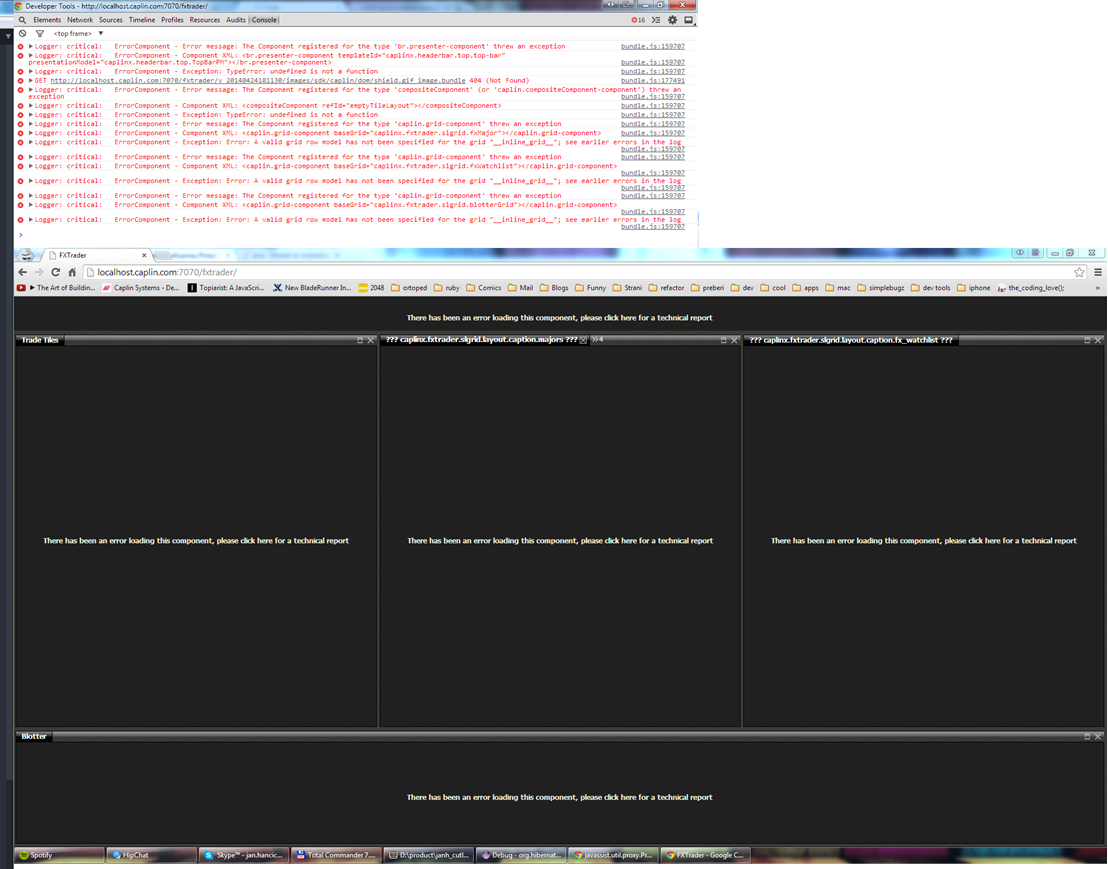 Developer Tools - http://localhost.caplin.com:7070/fxtrader/
Elements Network Sources Timeline Profiles Resources Audits Console 16
<top frame>
Logger: critical: ErrorComponent - Error message: The Component registered for the type 'br.presenter-component' threw an exception bundle.js:159707
Logger: critical: ErrorComponent - Component XML: <br.presenter-component templateId="caplinx.headerbar.top.top-bar"
presentationModel="caplinx.headerbar.top.TopBarPM"></br.presenter-component> bundle.js:159707
Logger: critical: ErrorComponent - Exception: TypeError: undefined is not a function bundle.js:159707
GET http://localhost.caplin.com:7070/fxtrader/v_20140424181130/images/sdk/caplin/dom/shield.gif_image.bundle 404 (Not Found) bundle.js:177491
Logger: critical: ErrorComponent - Error message: The Component registered for the type 'compositeComponent' (or 'caplin.compositeComponent-component') threw an bundle.js:159707
exception
Logger: critical: ErrorComponent - Component XML: <compositeComponent refId="emptyTileLayout"></compositeComponent> bundle.js:159707
Logger: critical: ErrorComponent - Exception: TypeError: undefined is not a function bundle.js:159707
Logger: critical: ErrorComponent - Error message: The Component registered for the type 'caplin.grid-component' threw an exception bundle.js:159707
Logger: critical: ErrorComponent - Component XML: <caplin.grid-component baseGrid="caplinx.fxtrader.slgrid.fxMajor"></caplin.grid-component> bundle.js:159707
Logger: critical: ErrorComponent - Exception: Error: A valid grid row model has not been specified for the grid "__inline_grid__"; see earlier errors in the log
bundle.js:159707
Logger: critical: ErrorComponent - Error message: The Component registered for the type 'caplin.grid-component' threw an exception bundle.js:159707
Logger: critical: ErrorComponent - Component XML: <caplin.grid-component baseGrid="caplinx.fxtrader.slgrid.fxWatchlist"></caplin.grid-component>
bundle.js:159707
Logger: critical: ErrorComponent - Exception: Error: A valid grid row model has not been specified for the grid "__inline_grid__"; see earlier errors in the log
bundle.js:159707
Logger: critical: ErrorComponent - Error message: The Component registered for the type 'caplin.grid-component' threw an exception bundle.js:159707
Logger: critical: ErrorComponent - Component XML: <caplin.grid-component baseGrid="caplinx.fxtrader.slgrid.blotterGrid"></caplin.grid-component>
bundle.js:159707
Logger: critical: ErrorComponent - Exception: Error: A valid grid row model has not been specified for the grid "__inline_grid__"; see earlier errors in the log
bundle.js:159707
FXTrader
localhost.caplin.com:7070/fxtrader/
The Art of Building... Caplin Systems - De... Topiarist: A JavaScri... New BladeRunner In... 2048 ortoped ruby Comics Mail Blogs Funny Strani refactor preberi dev cool apps mac simplebugz dev tools iphone the_coding_love(); »
There has been an error loading this component, please click here for a technical report
Trade Tiles
??? caplinx.fxtrader.slgrid.layout.caption.majors ??? »4
??? caplinx.fxtrader.slgrid.layout.caption.fx_watchlist ???
There has been an error loading this component, please click here for a technical report
There has been an error loading this component, please click here for a technical report
There has been an error loading this component, please click here for a technical report
Blotter
There has been an error loading this component, please click here for a technical report
Spotify HipChat Skype™ - jan.hancic... Total Commander 7.... D:\product\janh_cutl... Debug - org.hibernat... javassist.util.proxy.Pr... FXTrader - Google C...